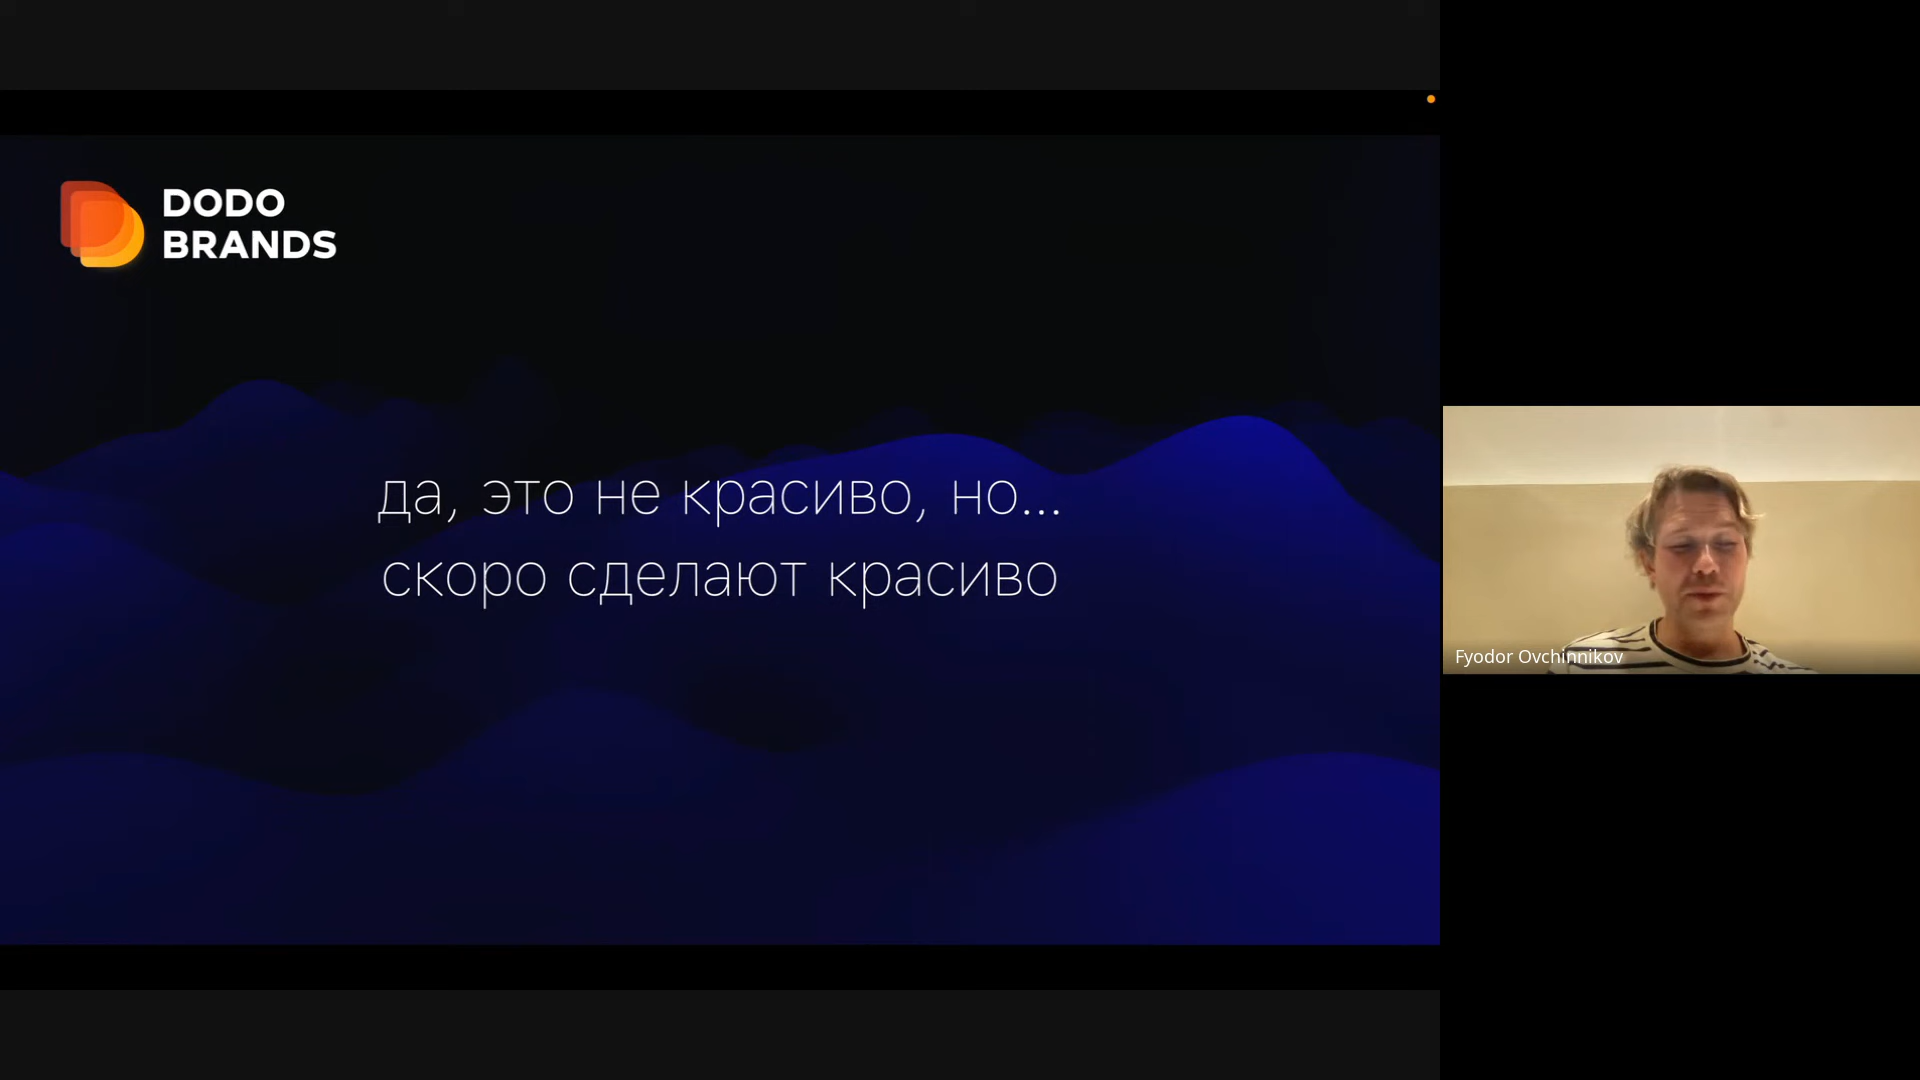 DODO
BRANDS
да, это не красиво, но...
скоро сделают красиво
Fyodor Ovchinnikov